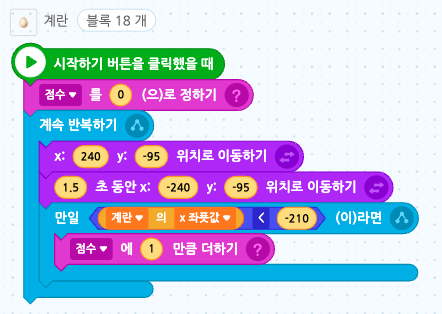 계란 블록 18 개
시작하기 버튼을 클릭했을 때
점수 를 0 (으)로 정하기 ?
계속 반복하기
x: 240 y: -95 위치로 이동하기
1.5 초 동안 x: -240 y: -95 위치로 이동하기
만일 계란 의 x 좌푯값 < -210 (이)라면
점수 에 1 만큼 더하기 ?